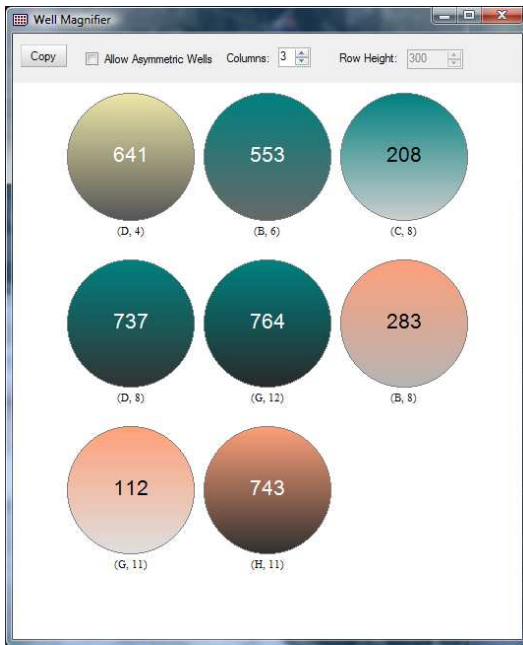 Well Magnifier
Copy Allow Asymmetric Wells Columns: 3 Row Height: 300
641 553 208
(D, 4) (B, 6) (C, 8)
737 764 283
(D, 8) (G, 12) (B, 8)
112 743
(G, 11) (H, 11)